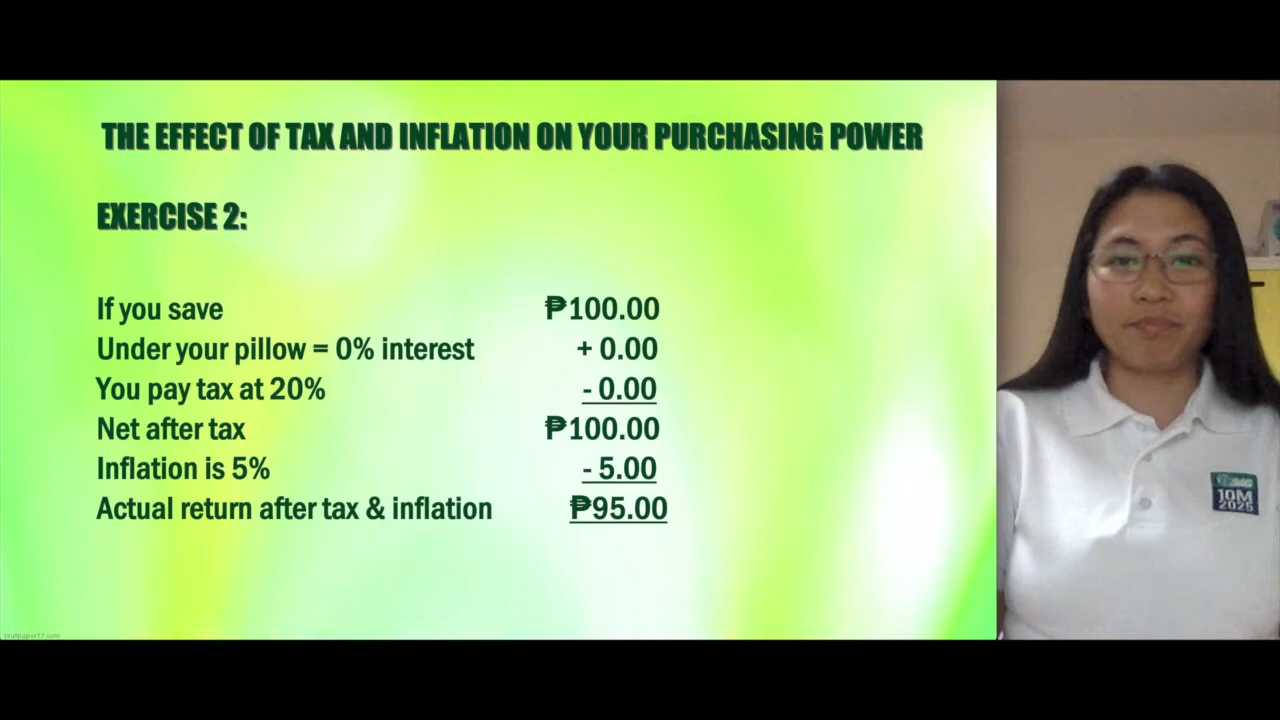 THE EFFECT OF TAX AND INFLATION ON YOUR PURCHASING POWER
EXERCISE 2:
If you save ₱100.00
Under your pillow = 0% interest + 0.00
You pay tax at 20% - 0.00
Net after tax ₱100.00
Inflation is 5% - 5.00
Actual return after tax & inflation ₱95.00
10M
2025